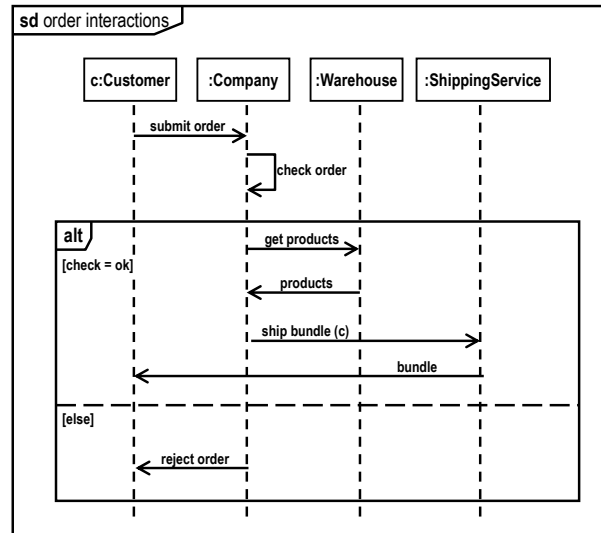 sd order interactions
c:Customer
:Company
:Warehouse
:ShippingService
submit order
check order
alt
get products
[check = ok]
products
ship bundle (c)
bundle
[else]
reject order